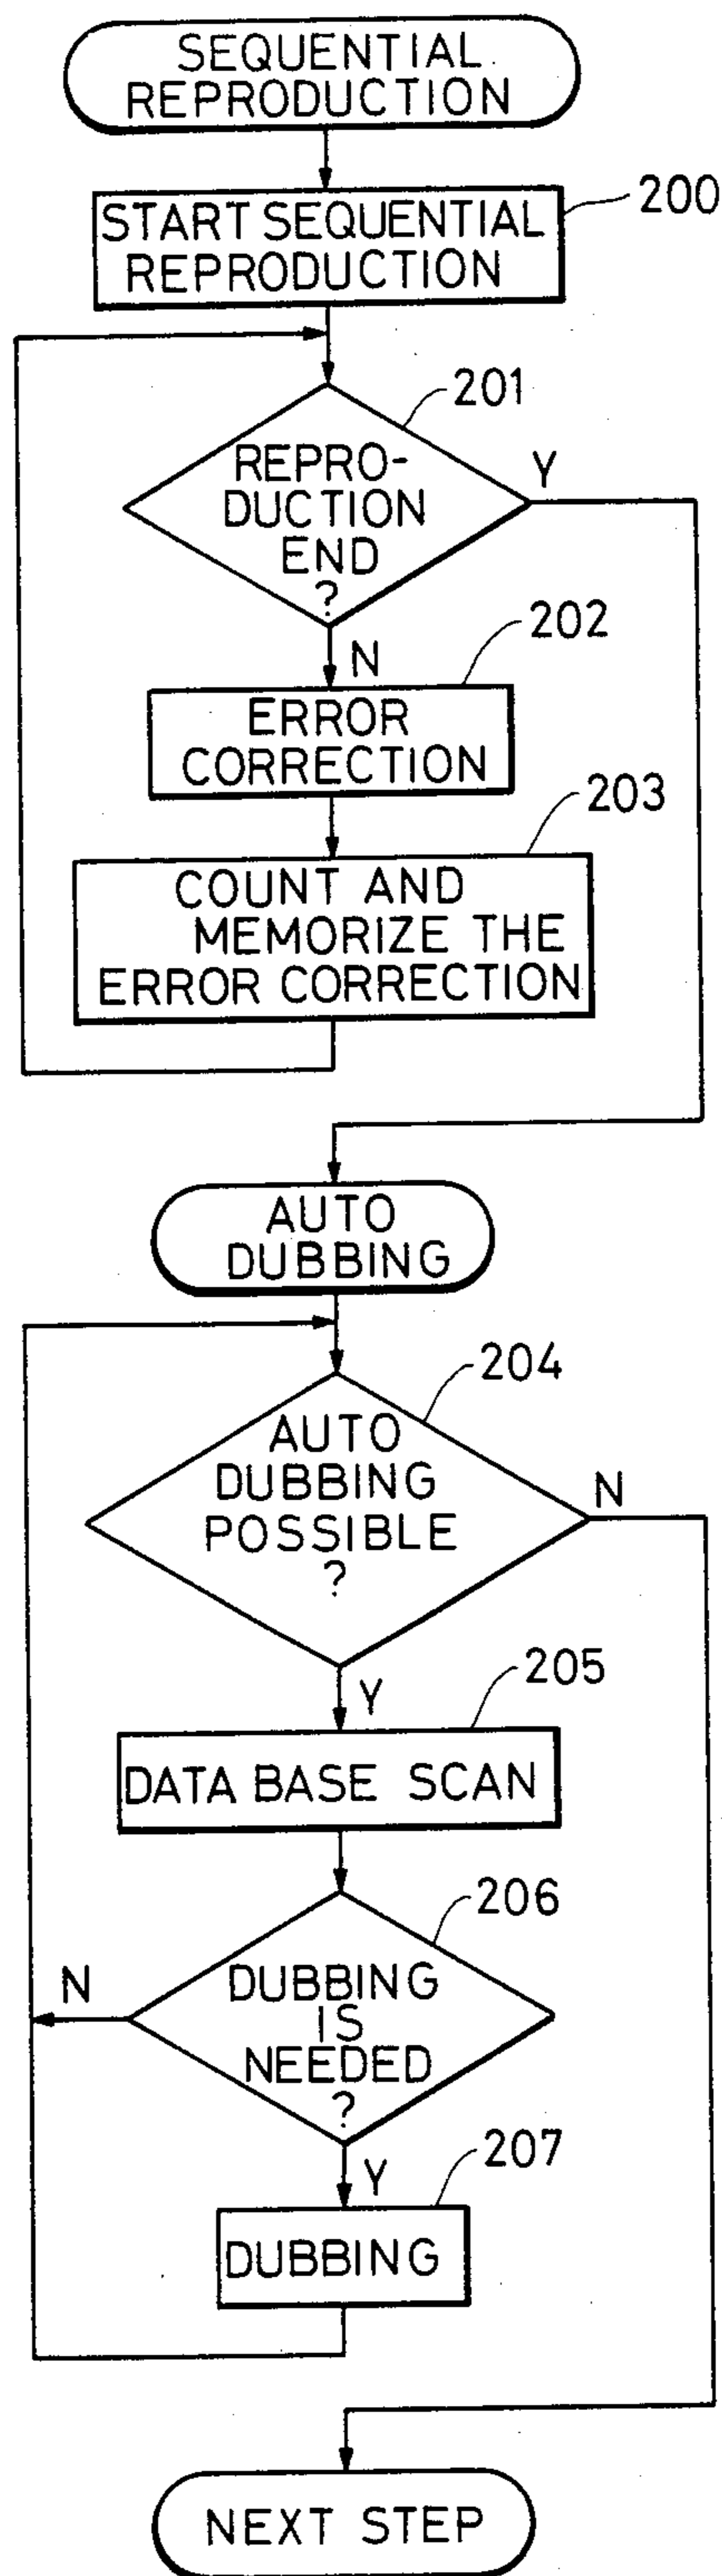 SEQUENTIAL
REPRODUCTION
START SEQUENTIAL
REPRODUCTION
200
201
REPRO-
DUCTION
END
?
Y
N
202
ERROR
CORRECTION
203
COUNT AND
MEMORIZE THE
ERROR CORRECTION
AUTO
DUBBING
204
AUTO
DUBBING
POSSIBLE
?
N
Y
205
DATA BASE SCAN
206
DUBBING
IS
NEEDED
?
N
Y
207
DUBBING
NEXT STEP